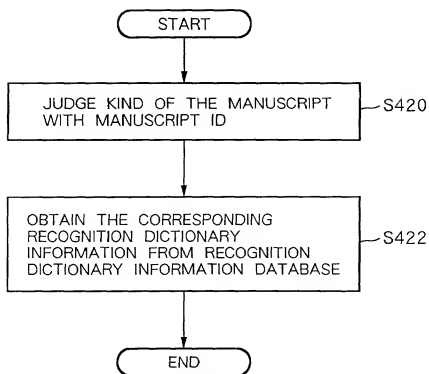 START
JUDGE KIND OF THE MANUSCRIPT
WITH MANUSCRIPT ID
S420
OBTAIN THE CORRESPONDING
RECOGNITION DICTIONARY
INFORMATION FROM RECOGNITION
DICTIONARY INFORMATION DATABASE
S422
END